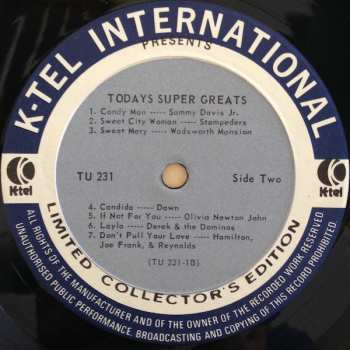 K-TEL INTERNATIONAL
PRESENTS
TODAYS SUPER GREATS
1. Candy Man ----- Sammy Davis Jr.
2. Sweet City Woman ----- Stampeders
3. Sweet Mary ----- Wadsworth Mansion
K-tel
K-tel
TU 231
Side Two
4. Candida ----- Dawn
5. If Not For You ----- Olivia Newton John
6. Layla ----- Derek & the Dominos
7. Don't Pull Your Love ----- Hamilton,
Joe Frank, & Reynolds
(TU 231-1B)
LIMITED COLLECTOR'S EDITION
ALL RIGHTS OF THE MANUFACTURER AND OF THE OWNER OF THE RECORDED WORK RESERVED
UNAUTHORISED PUBLIC PERFORMANCE, BROADCASTING AND COPYING OF THIS RECORD PROHIBITED